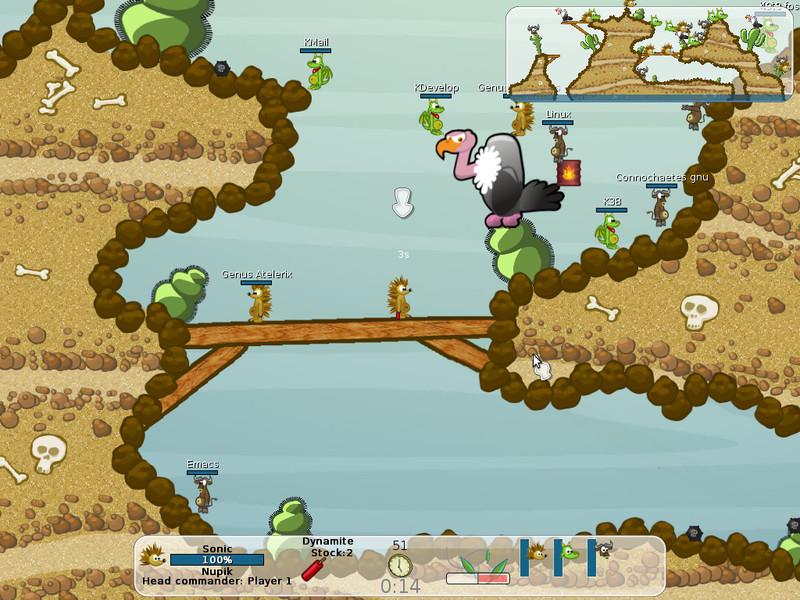 KMail
KDevelop
Genu
Linux
Connochaetes gnu
K3B
3s
Genus Atelerix
Emacs
Sonic
100%
Nupik
Head commander: Player 1
Dynamite
Stock:2
51
0:14